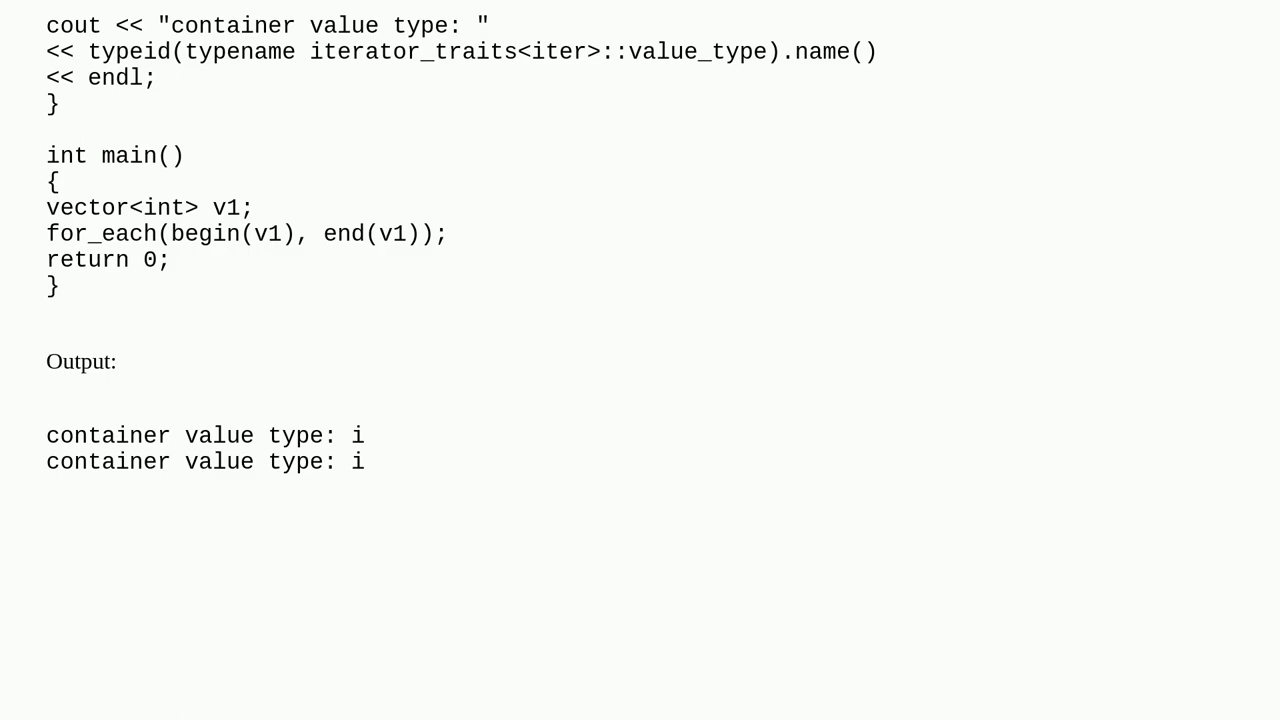 cout << "container value type: "
<< typeid(typename iterator_traits<iter>::value_type).name()
<< endl;
}
int main()
{
vector<int> v1;
for_each(begin(v1), end(v1));
return 0;
}
Output:
container value type: i
container value type: i